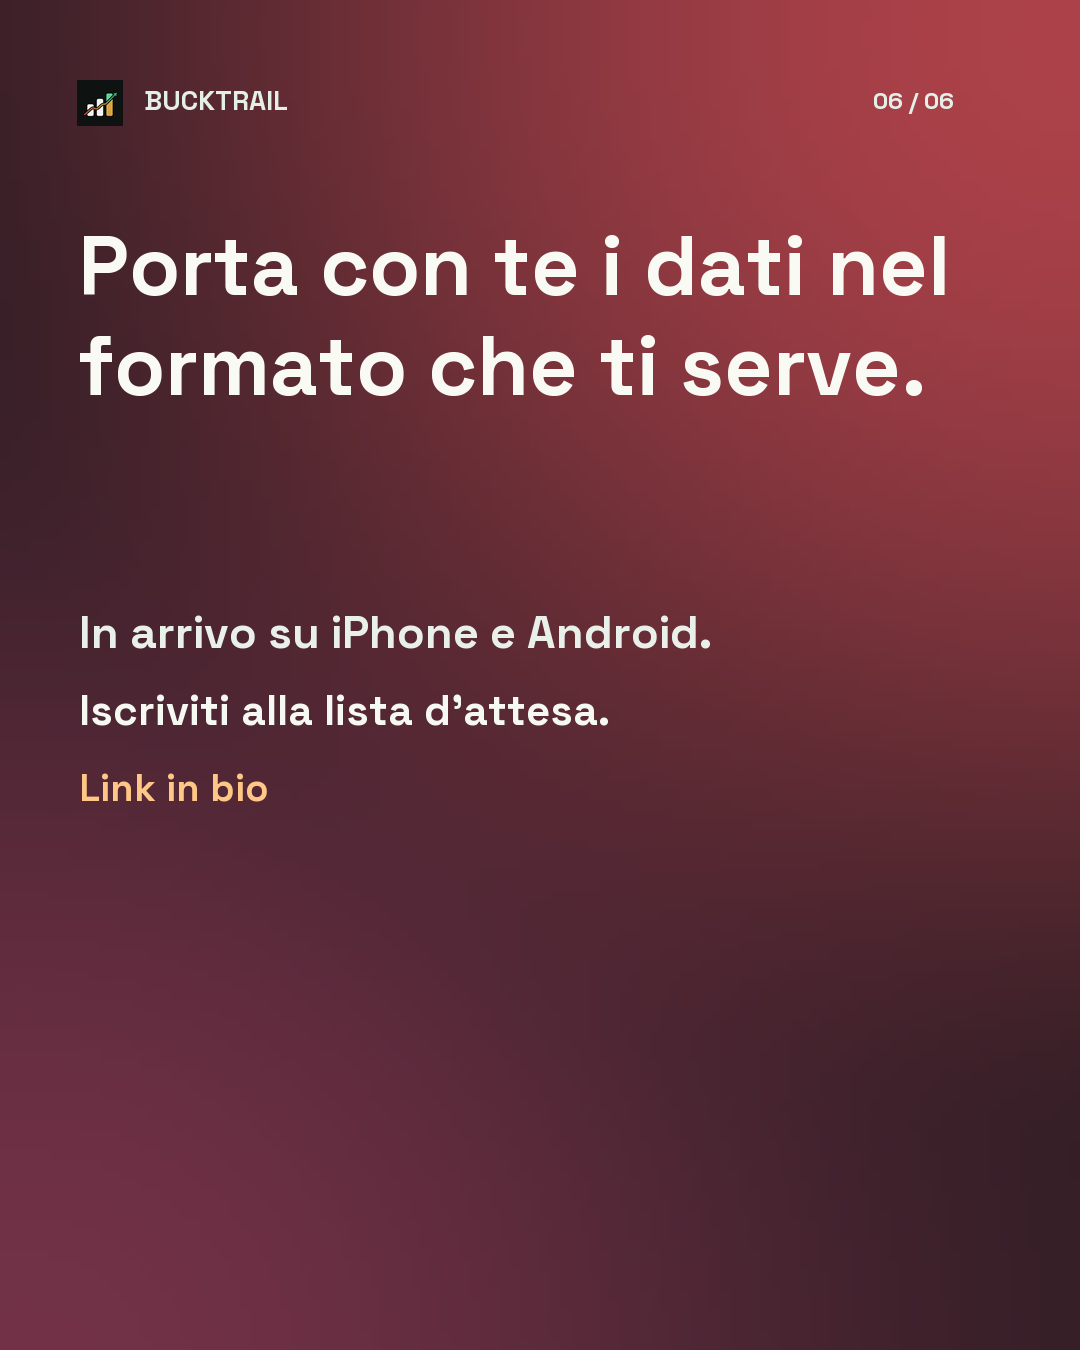 BUCKTRAIL
06 / 06
Porta con te i dati nel
formato che ti serve.
In arrivo su iPhone e Android.
Iscriviti alla lista d’attesa.
Link in bio